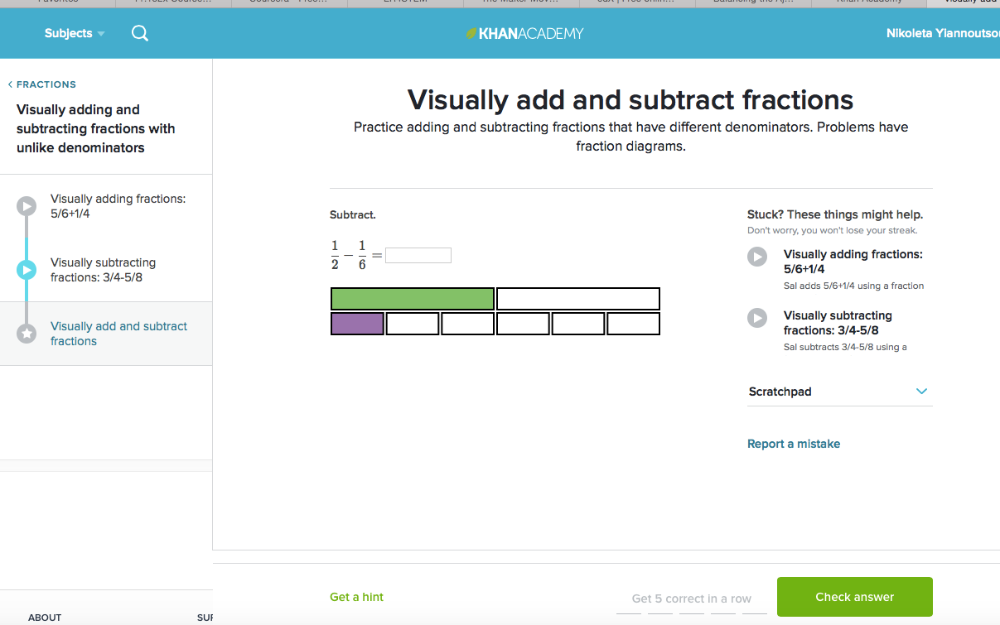 Subjects
KHANACADEMY
Nikoleta Yiannoutso
FRACTIONS
Visually adding and
subtracting fractions with
unlike denominators
Visually adding fractions:
5/6+1/4
Visually subtracting
fractions: 3/4-5/8
Visually add and subtract
fractions
Visually add and subtract fractions
Practice adding and subtracting fractions that have different denominators. Problems have
fraction diagrams.
Subtract.
1/2 − 1/6 =
Stuck? These things might help.
Don't worry, you won't lose your streak.
Visually adding fractions:
5/6+1/4
Sal adds 5/6+1/4 using a fraction
Visually subtracting
fractions: 3/4-5/8
Sal subtracts 3/4-5/8 using a
Scratchpad
Report a mistake
Get a hint
Get 5 correct in a row
Check answer
ABOUT
SUP